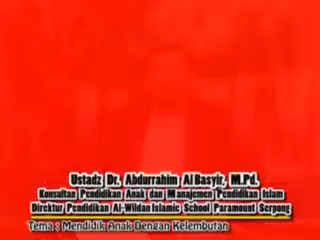 Ustadz Dr. Abdurrahim Al Basyir, M.Pd.
Konsultan Pendidikan Anak dan Manajemen Pendidikan Islam
Direktur Pendidikan Al-Wildan Islamic School Paramount Serpong
Tema : Mendidik Anak Dengan Kelembutan